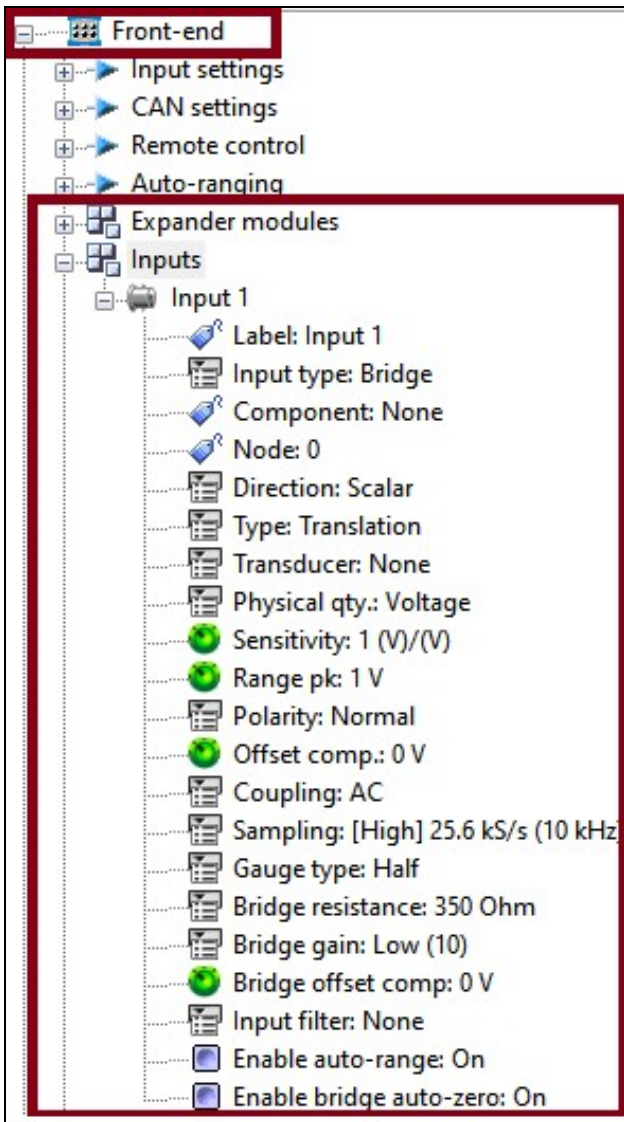 Front-end
Input settings
CAN settings
Remote control
Auto-ranging
Expander modules
Inputs
Input 1
Label: Input 1
Input type: Bridge
Component: None
Node: 0
Direction: Scalar
Type: Translation
Transducer: None
Physical qty.: Voltage
Sensitivity: 1 (V)/(V)
Range pk: 1 V
Polarity: Normal
Offset comp.: 0 V
Coupling: AC
Sampling: [High] 25.6 kS/s (10 kHz)
Gauge type: Half
Bridge resistance: 350 Ohm
Bridge gain: Low (10)
Bridge offset comp: 0 V
Input filter: None
Enable auto-range: On
Enable bridge auto-zero: On